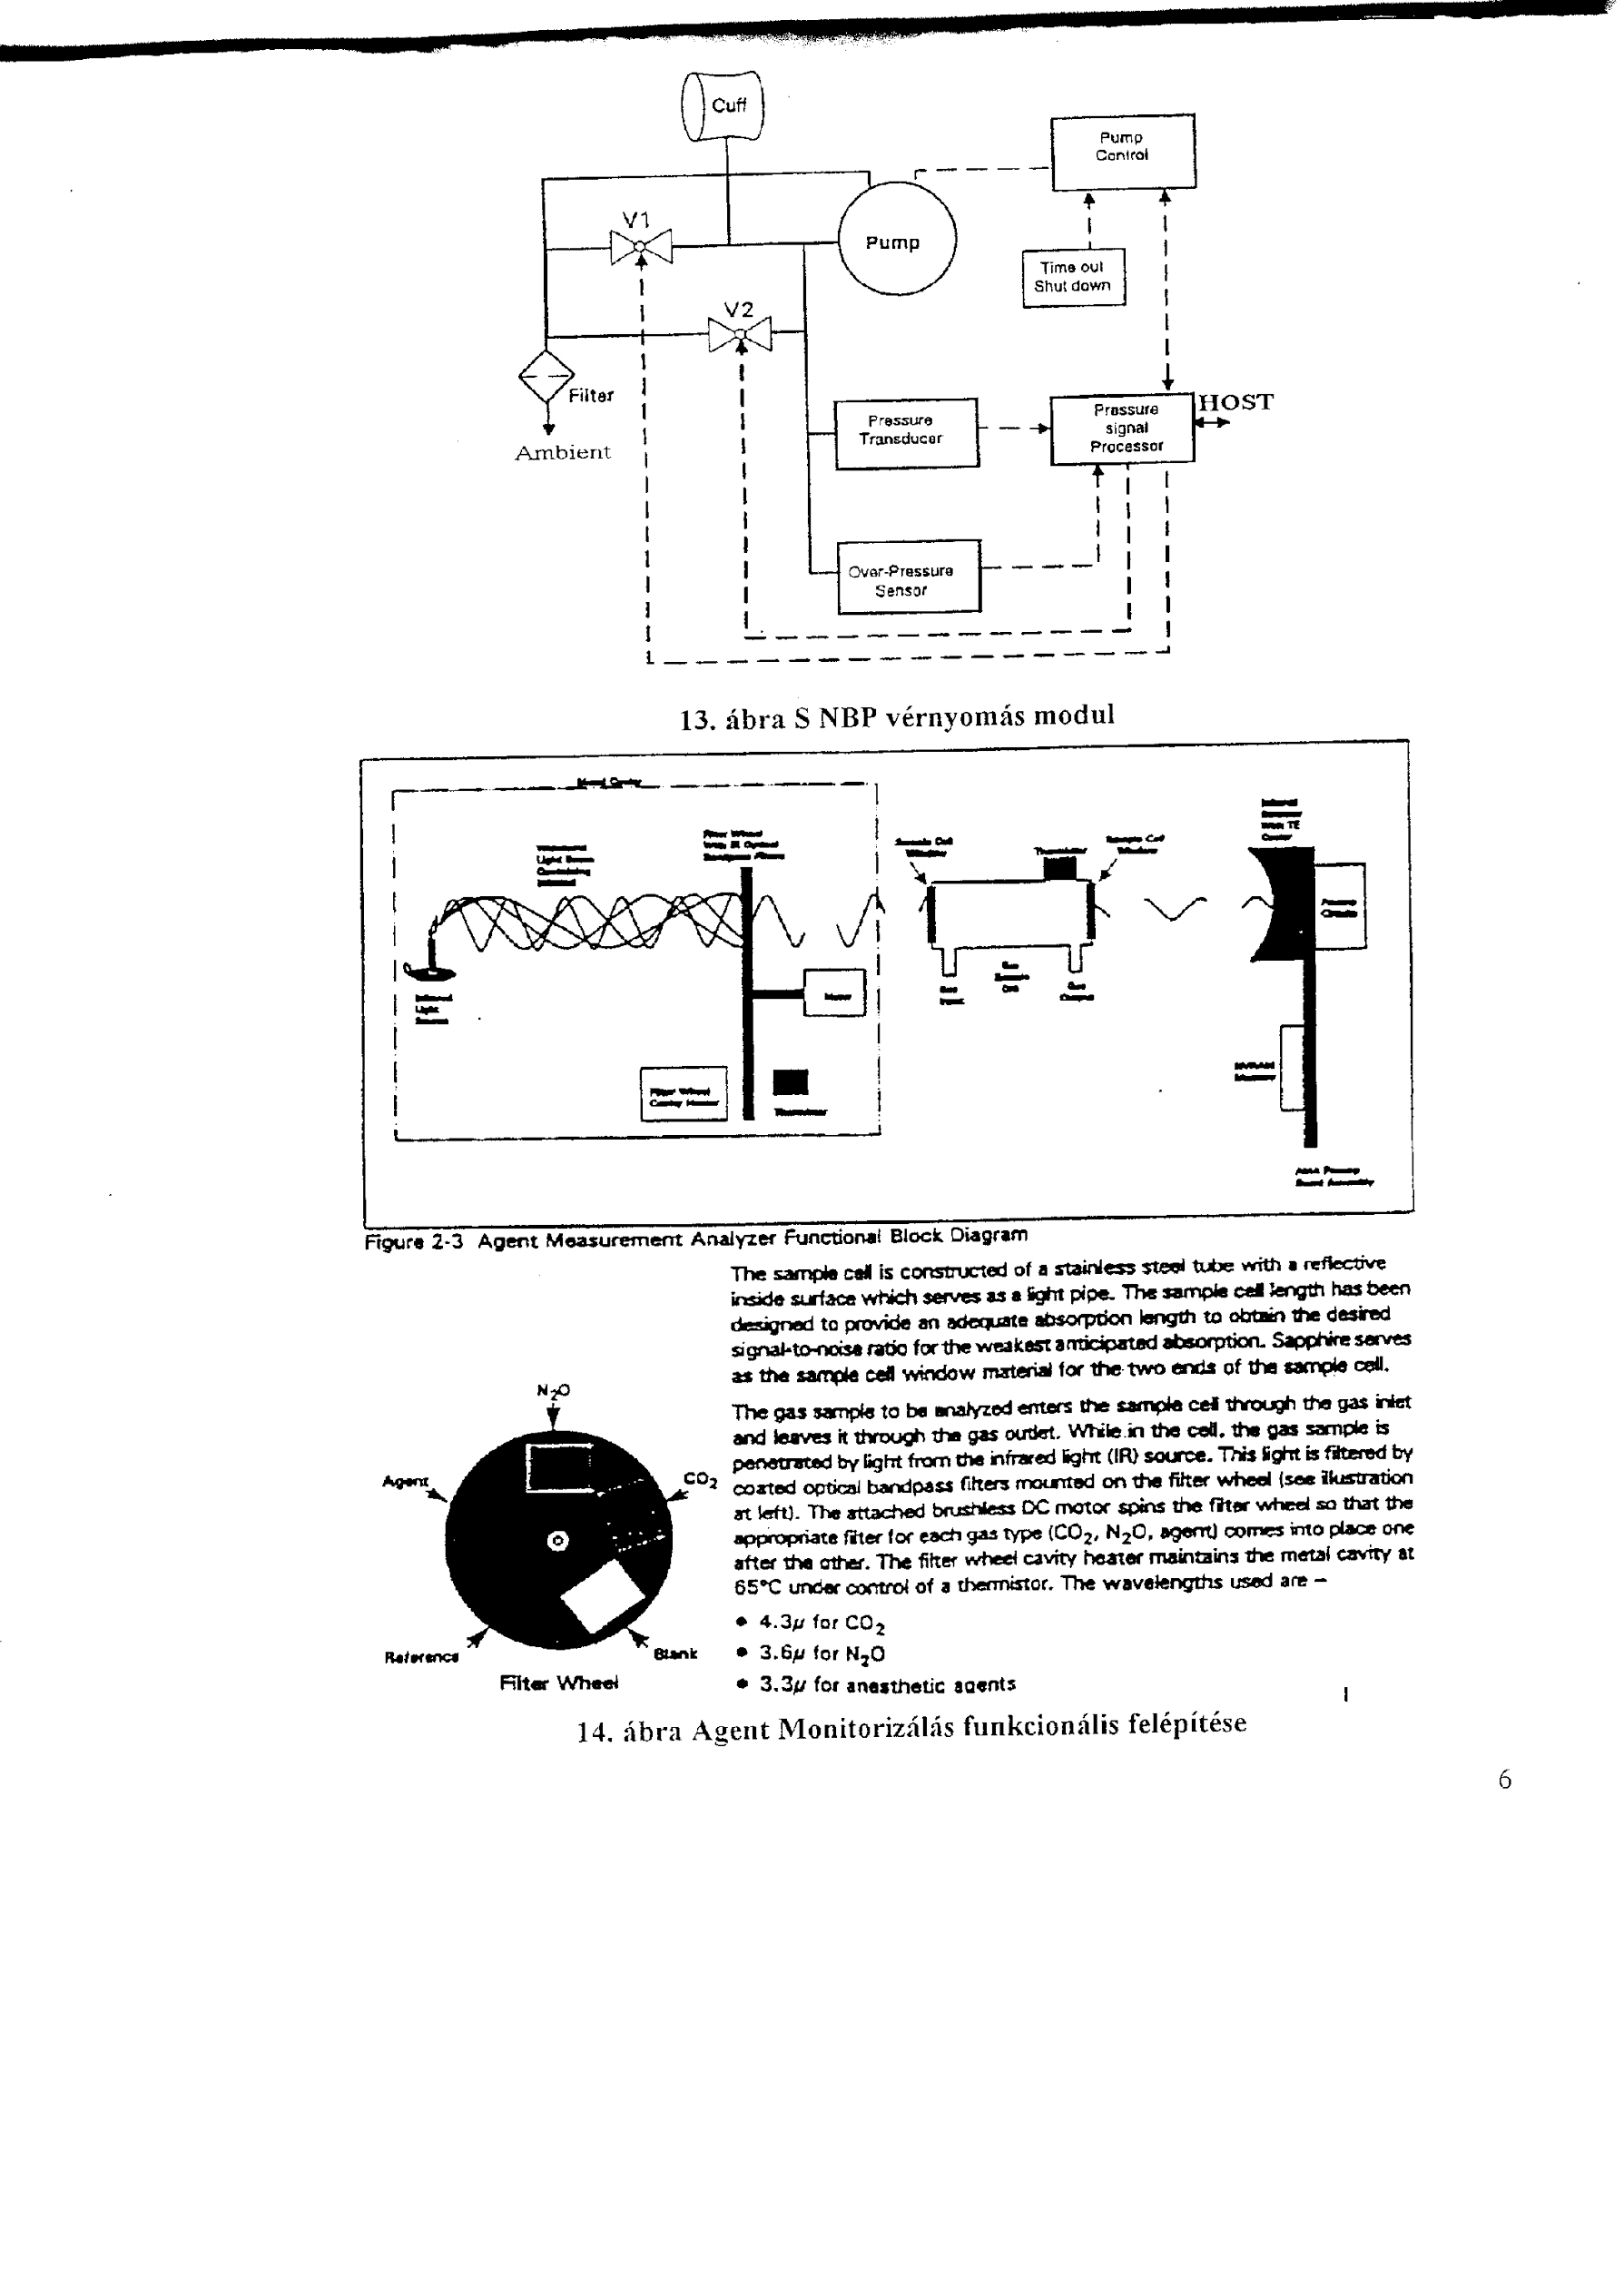 Cuff
Pump
Control
V1
Pump
Time out
Shut down
V2
Filter
Ambient
Pressure
Transducer
Pressure
signal
Processor
HOST
Over-Pressure
Sensor
13. ábra S NBP vérnyomás modul
Light
With TE
Light
Figure 2-3 Agent Measurement Analyzer Functional Block Diagram
The sample cell is constructed of a stainless steel tube with a reflective
inside surface which serves as a light pipe. The sample cell length has been
designed to provide an adequate absorption length to obtain the desired
signal-to-noise ratio for the weakest anticipated absorption. Sapphire serves
as the sample cell window material for the two ends of the sample cell.
The gas sample to be analyzed enters the sample cell through the gas inlet
and leaves it through the gas outlet. While in the cell, the gas sample is
penetrated by light from the infrared light (IR) source. This light is filtered by
coated optical bandpass filters mounted on the filter wheel (see illustration
at left). The attached brushless DC motor spins the filter wheel so that the
appropriate filter for each gas type (CO2, N2O, agent) comes into place one
after the other. The filter wheel cavity heater maintains the metal cavity at
65°C under control of a thermistor. The wavelengths used are –
• 4.3μ for CO2
• 3.6μ for N2O
• 3.3μ for anesthetic agents
N2O
Agent
CO2
Reference
Blank
Filter Wheel
14. ábra Agent Monitorizálás funkcionális felépítése
6